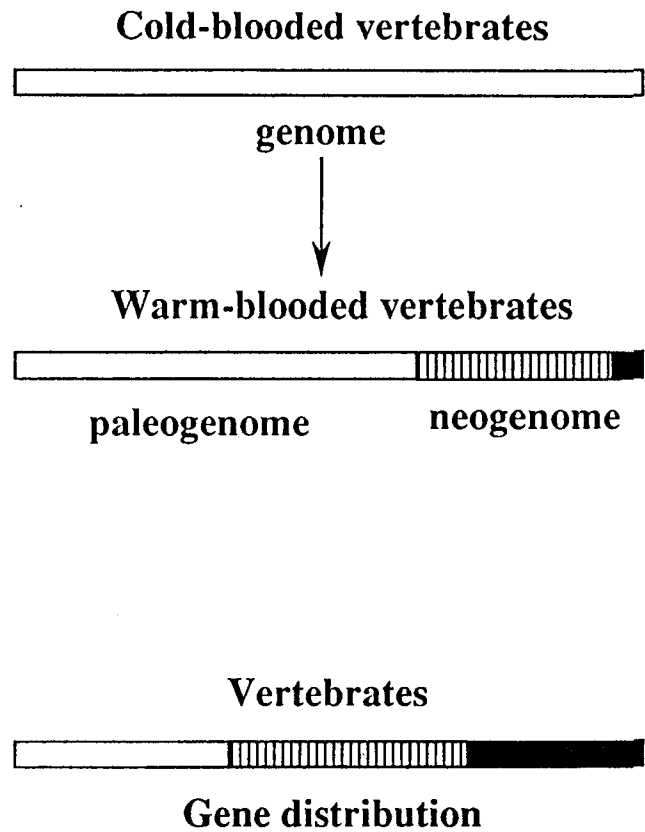 Cold-blooded vertebrates
genome
Warm-blooded vertebrates
paleogenome
neogenome
Vertebrates
Gene distribution